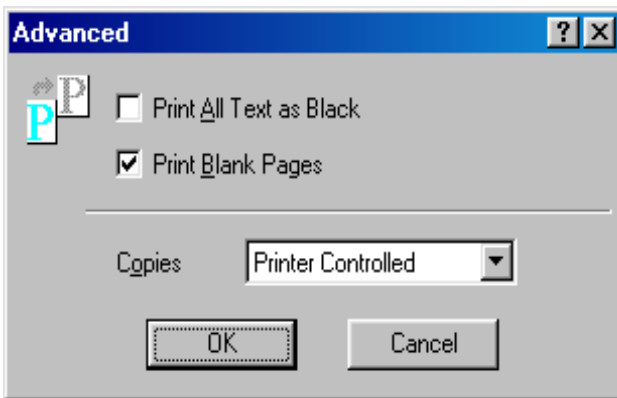 Advanced ? X
P P
Print All Text as Black
Print Blank Pages
Copies Printer Controlled
OK Cancel